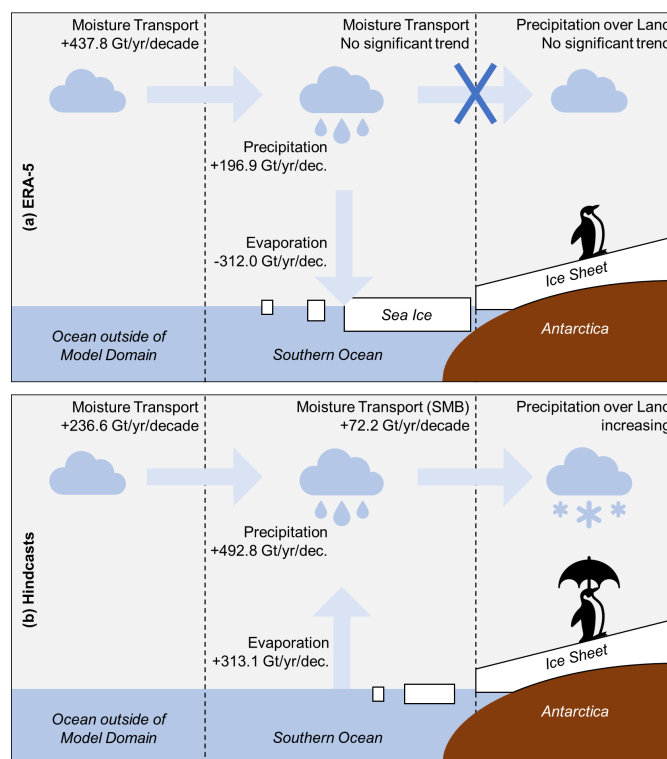 Moisture Transport
+437.8 Gt/yr/decade
Moisture Transport
No significant trend
Precipitation over Land
No significant trend
Precipitation
+196.9 Gt/yr/dec.
(a) ERA-5
Evaporation
-312.0 Gt/yr/dec.
Ice Sheet
Sea Ice
Ocean outside of
Model Domain
Southern Ocean
Antarctica
Moisture Transport
+236.6 Gt/yr/decade
Moisture Transport (SMB)
+72.2 Gt/yr/decade
Precipitation over Land
increasing
Precipitation
+492.8 Gt/yr/dec.
(b) Hindcasts
Evaporation
+313.1 Gt/yr/dec.
Ice Sheet
Ocean outside of
Model Domain
Southern Ocean
Antarctica